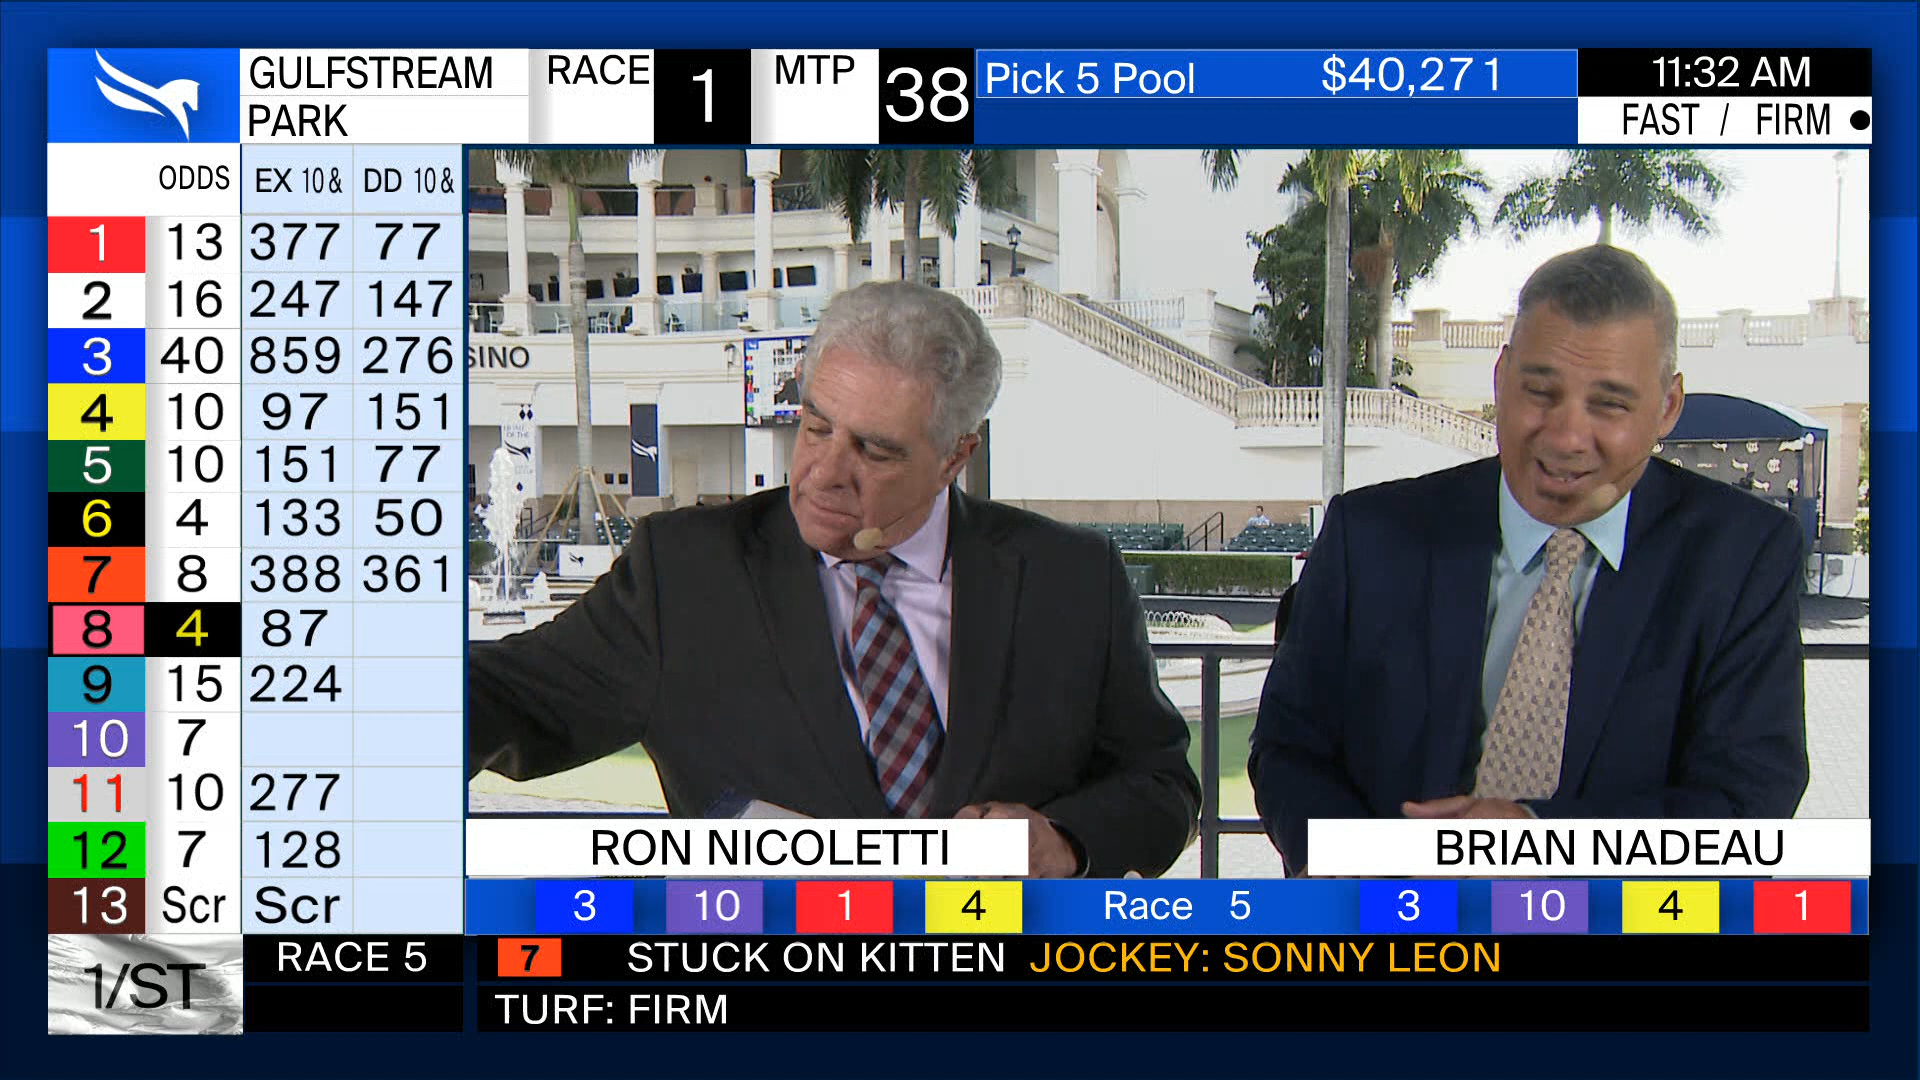 GULFSTREAM PARK RACE 1 MTP 38 Pick 5 Pool $40,271 11:32 AM
FAST / FIRM
ODDS EX 10& DD 10&
1 13 377 77
2 16 247 147
3 40 859 276
4 10 97 151
5 10 151 77
6 4 133 50
7 8 388 361
8 4 87
9 15 224
10 7
11 10 277
12 7 128
13 Scr Scr
SINO
RON NICOLETTI BRIAN NADEAU
3 10 1 4 Race 5 3 10 4 1
1/ST RACE 5 7 STUCK ON KITTEN JOCKEY: SONNY LEON
TURF: FIRM